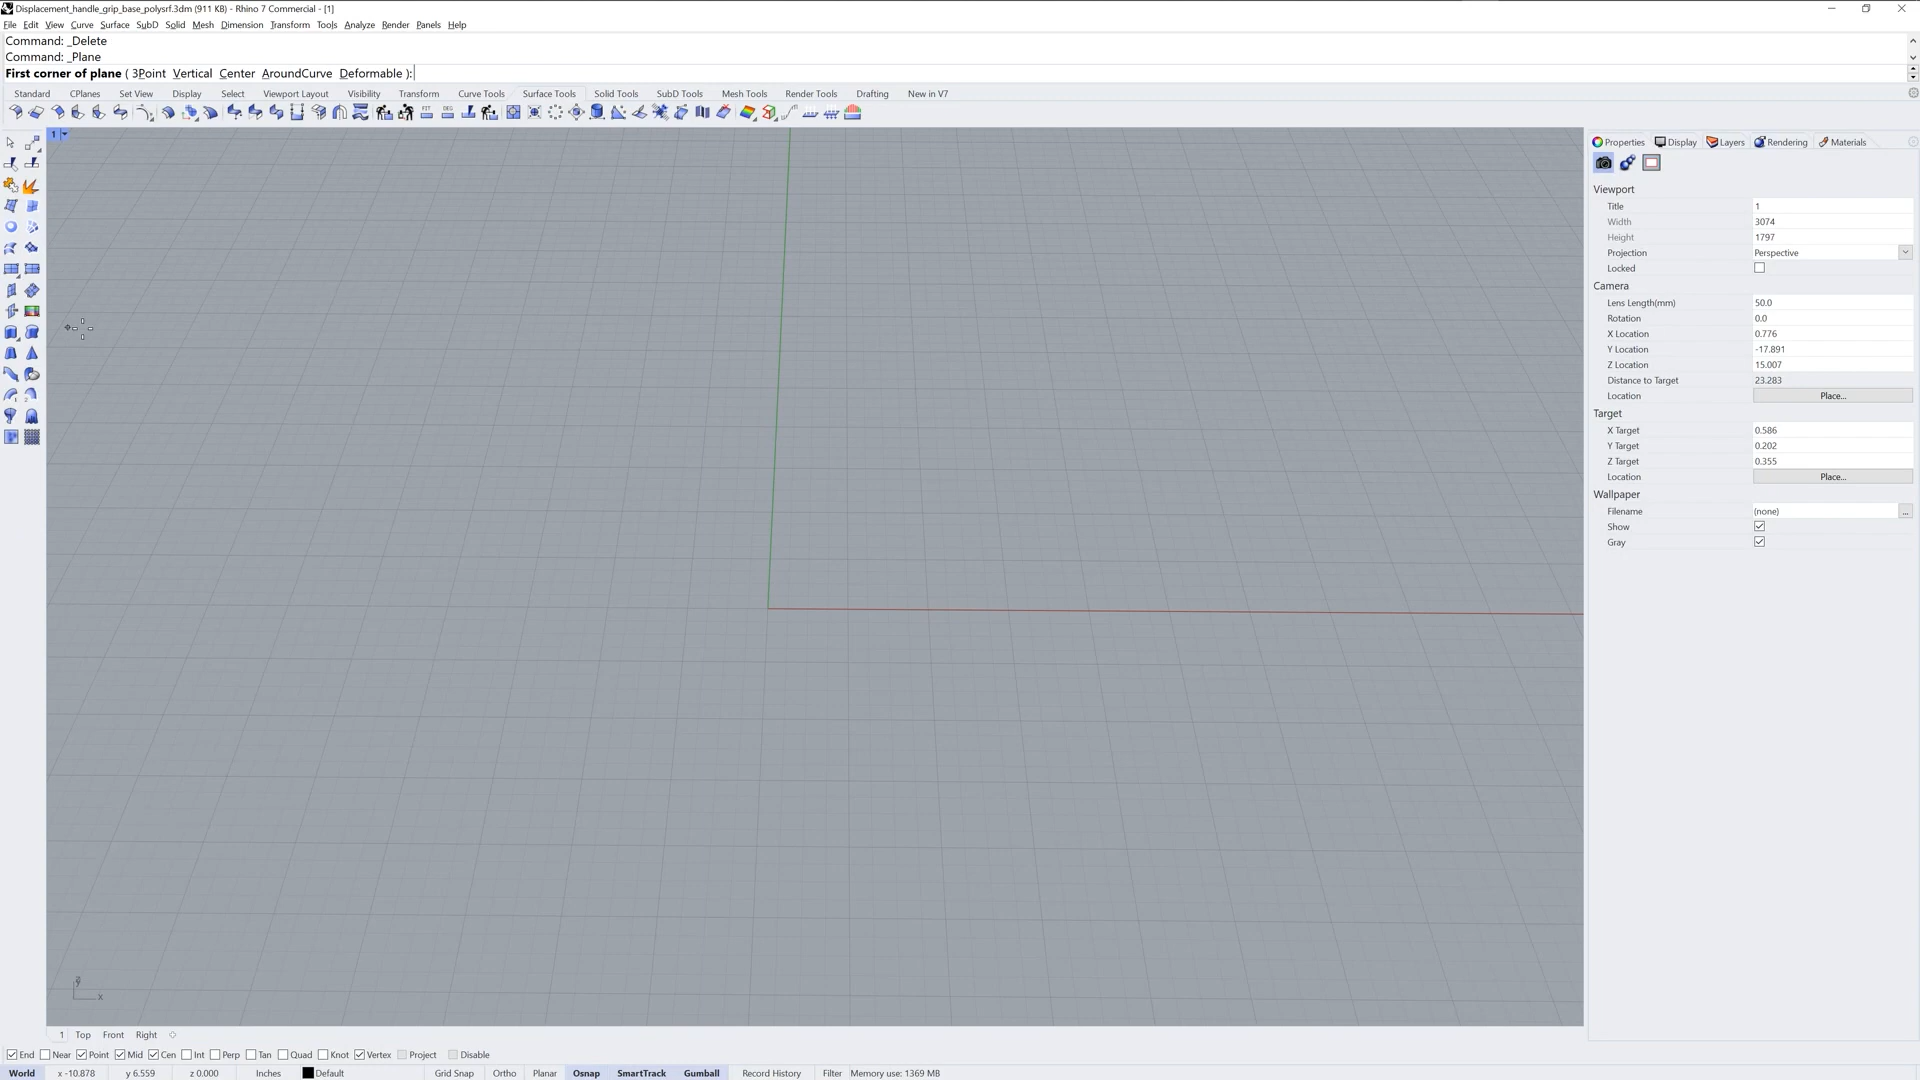 Displacement_handle_grip_base_polysrf.3dm (911 KB) - Rhino 7 Commercial - [1]
File Edit View Curve Surface SubD Solid Mesh Dimension Transform Tools Analyze Render Panels Help
Command: _Delete
Command: _Plane
First corner of plane ( 3Point Vertical Center AroundCurve Deformable ):
Standard CPlanes Set View Display Select Viewport Layout Visibility Transform Curve Tools Surface Tools Solid Tools SubD Tools Mesh Tools Render Tools Drafting New in V7
1
Properties Display Layers Rendering Materials
Viewport
Title 1
Width 3074
Height 1797
Projection Perspective
Locked
Camera
Lens Length(mm) 50.0
Rotation 0.0
X Location 0.776
Y Location -17.891
Z Location 15.007
Distance to Target 23.283
Location Place...
Target
X Target 0.586
Y Target 0.202
Z Target 0.355
Location Place...
Wallpaper
Filename (none) ...
Show
Gray
x
1 Top Front Right
End Near Point Mid Cen Int Perp Tan Quad Knot Vertex Project Disable
World x -10.878 y 6.559 z 0.000 Inches Default Grid Snap Ortho Planar Osnap SmartTrack Gumball Record History Filter Memory use: 1369 MB